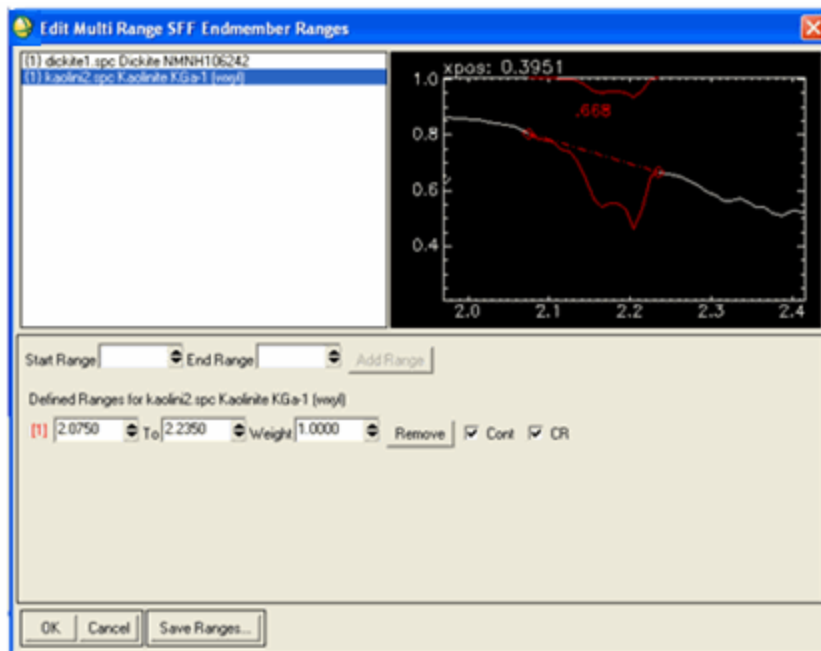 Edit Multi Range SFF Endmember Ranges
(1) dickite1.spc Dickite NMNH106242
(1) kaolini2.spc Kaolinite KGa-1 (wxyl)
xpos: 0.3951
1.0
.668
0.8
0.6
0.4
2.0 2.1 2.2 2.3 2.4
Start Range End Range Add Range
Defined Ranges for kaolini2.spc Kaolinite KGa-1 (wxyl)
[1] 2.0750 To 2.2350 Weight 1.0000 Remove Cont CR
OK Cancel Save Ranges...